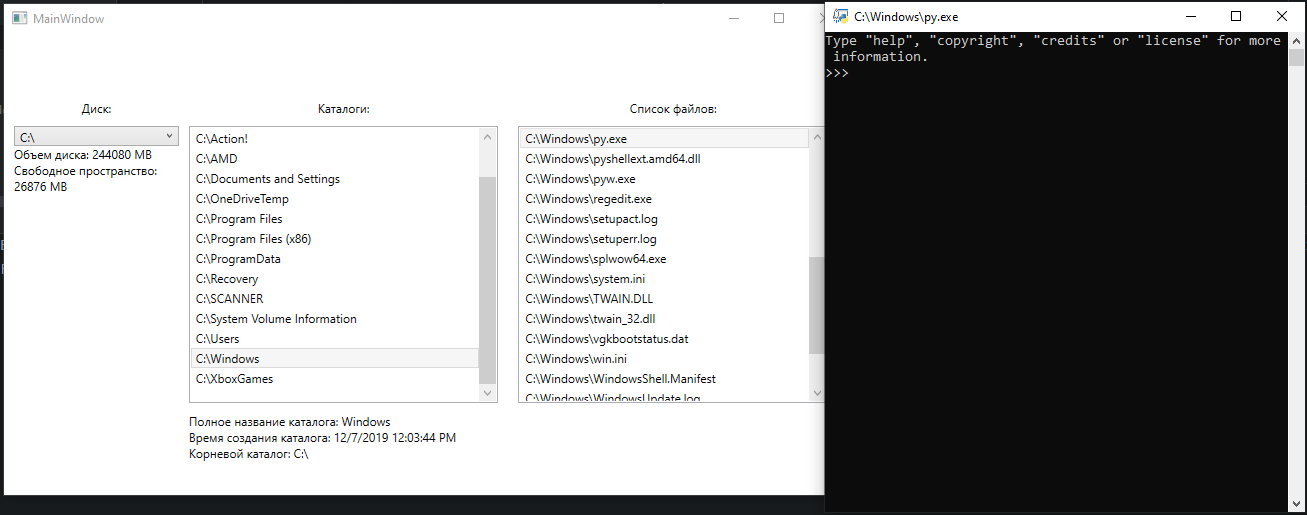 MainWindow
Диск:
C:\
Объем диска: 244080 MB
Свободное пространство:
26876 MB
Каталоги:
C:\Action!
C:\AMD
C:\Documents and Settings
C:\OneDriveTemp
C:\Program Files
C:\Program Files (x86)
C:\ProgramData
C:\Recovery
C:\SCANNER
C:\System Volume Information
C:\Users
C:\Windows
C:\XboxGames
Полное название каталога: Windows
Время создания каталога: 12/7/2019 12:03:44 PM
Корневой каталог: C:\
Список файлов:
C:\Windows\py.exe
C:\Windows\pyshellext.amd64.dll
C:\Windows\pyw.exe
C:\Windows\regedit.exe
C:\Windows\setupact.log
C:\Windows\setuperr.log
C:\Windows\splwow64.exe
C:\Windows\system.ini
C:\Windows\TWAIN.DLL
C:\Windows\twain_32.dll
C:\Windows\vgkbootstatus.dat
C:\Windows\win.ini
C:\Windows\WindowsShell.Manifest
C:\Windows\WindowsUpdate.log
C:\Windows\py.exe
Type "help", "copyright", "credits" or "license" for more
information.
>>>